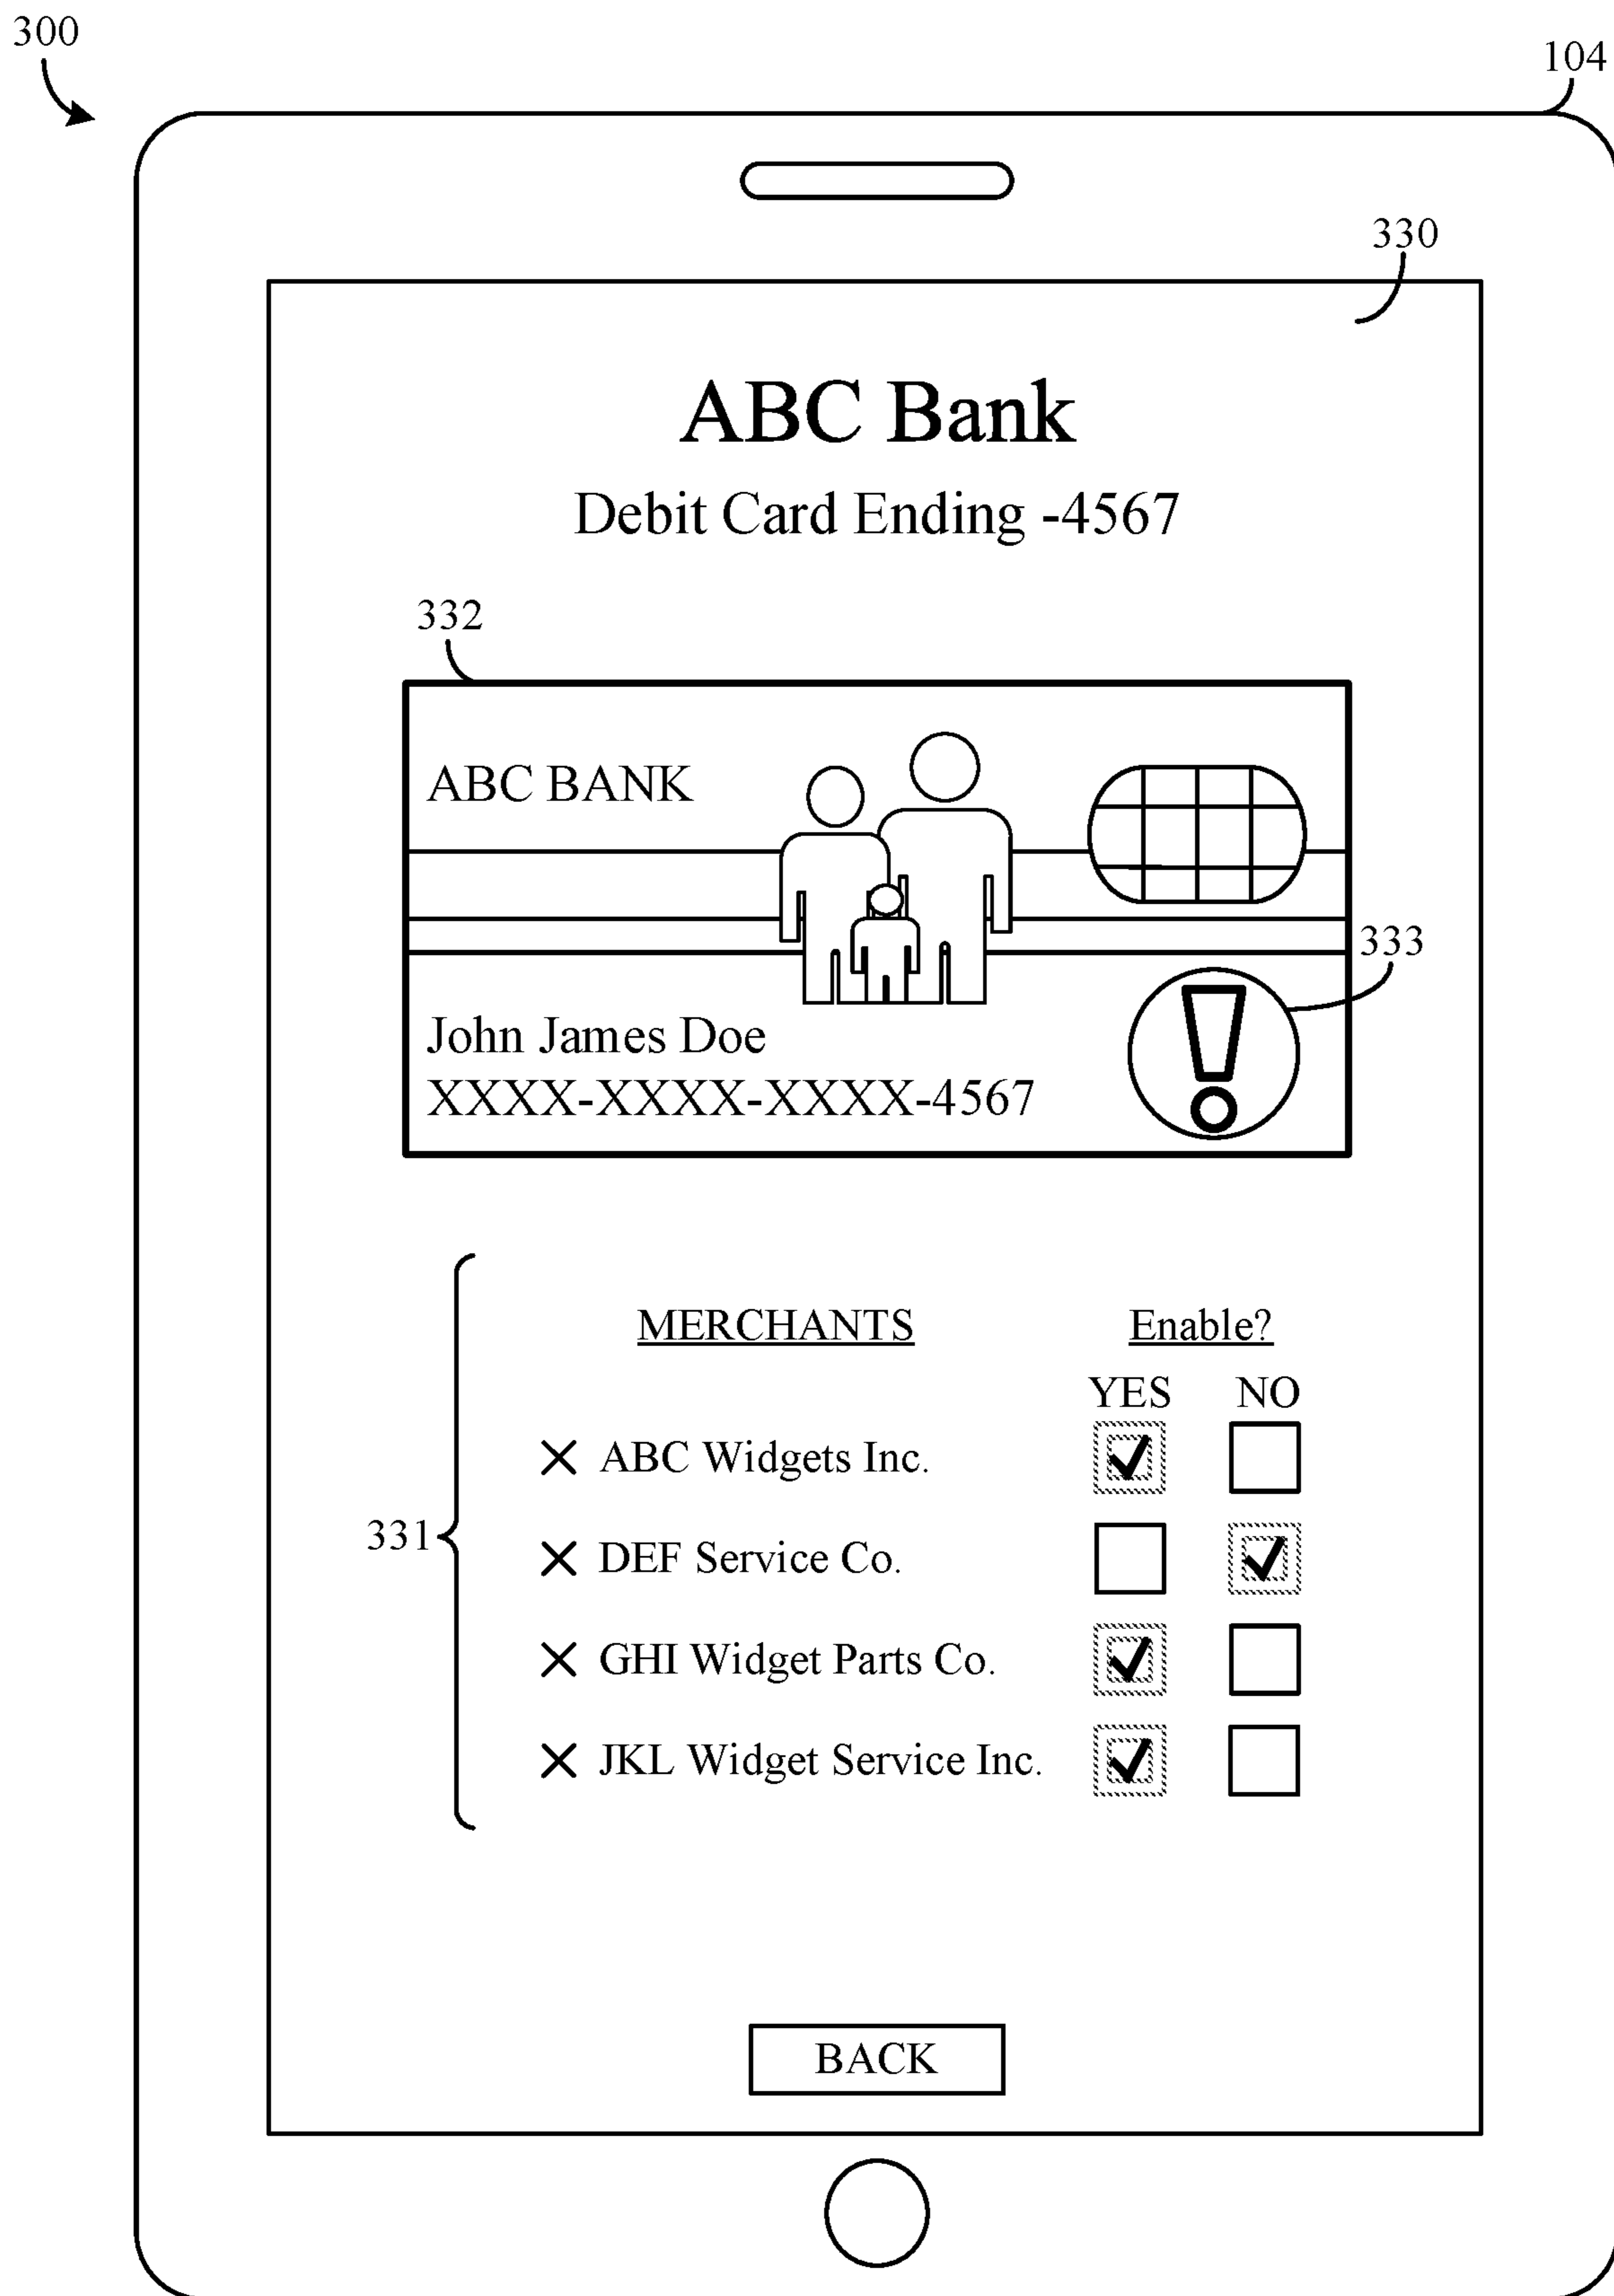 300
104
330
ABC Bank
Debit Card Ending -4567
332
ABC BANK
333
John James Doe
XXXX-XXXX-XXXX-4567
MERCHANTS Enable?
YES NO
ABC Widgets Inc.
331
DEF Service Co.
GHI Widget Parts Co.
JKL Widget Service Inc.
BACK